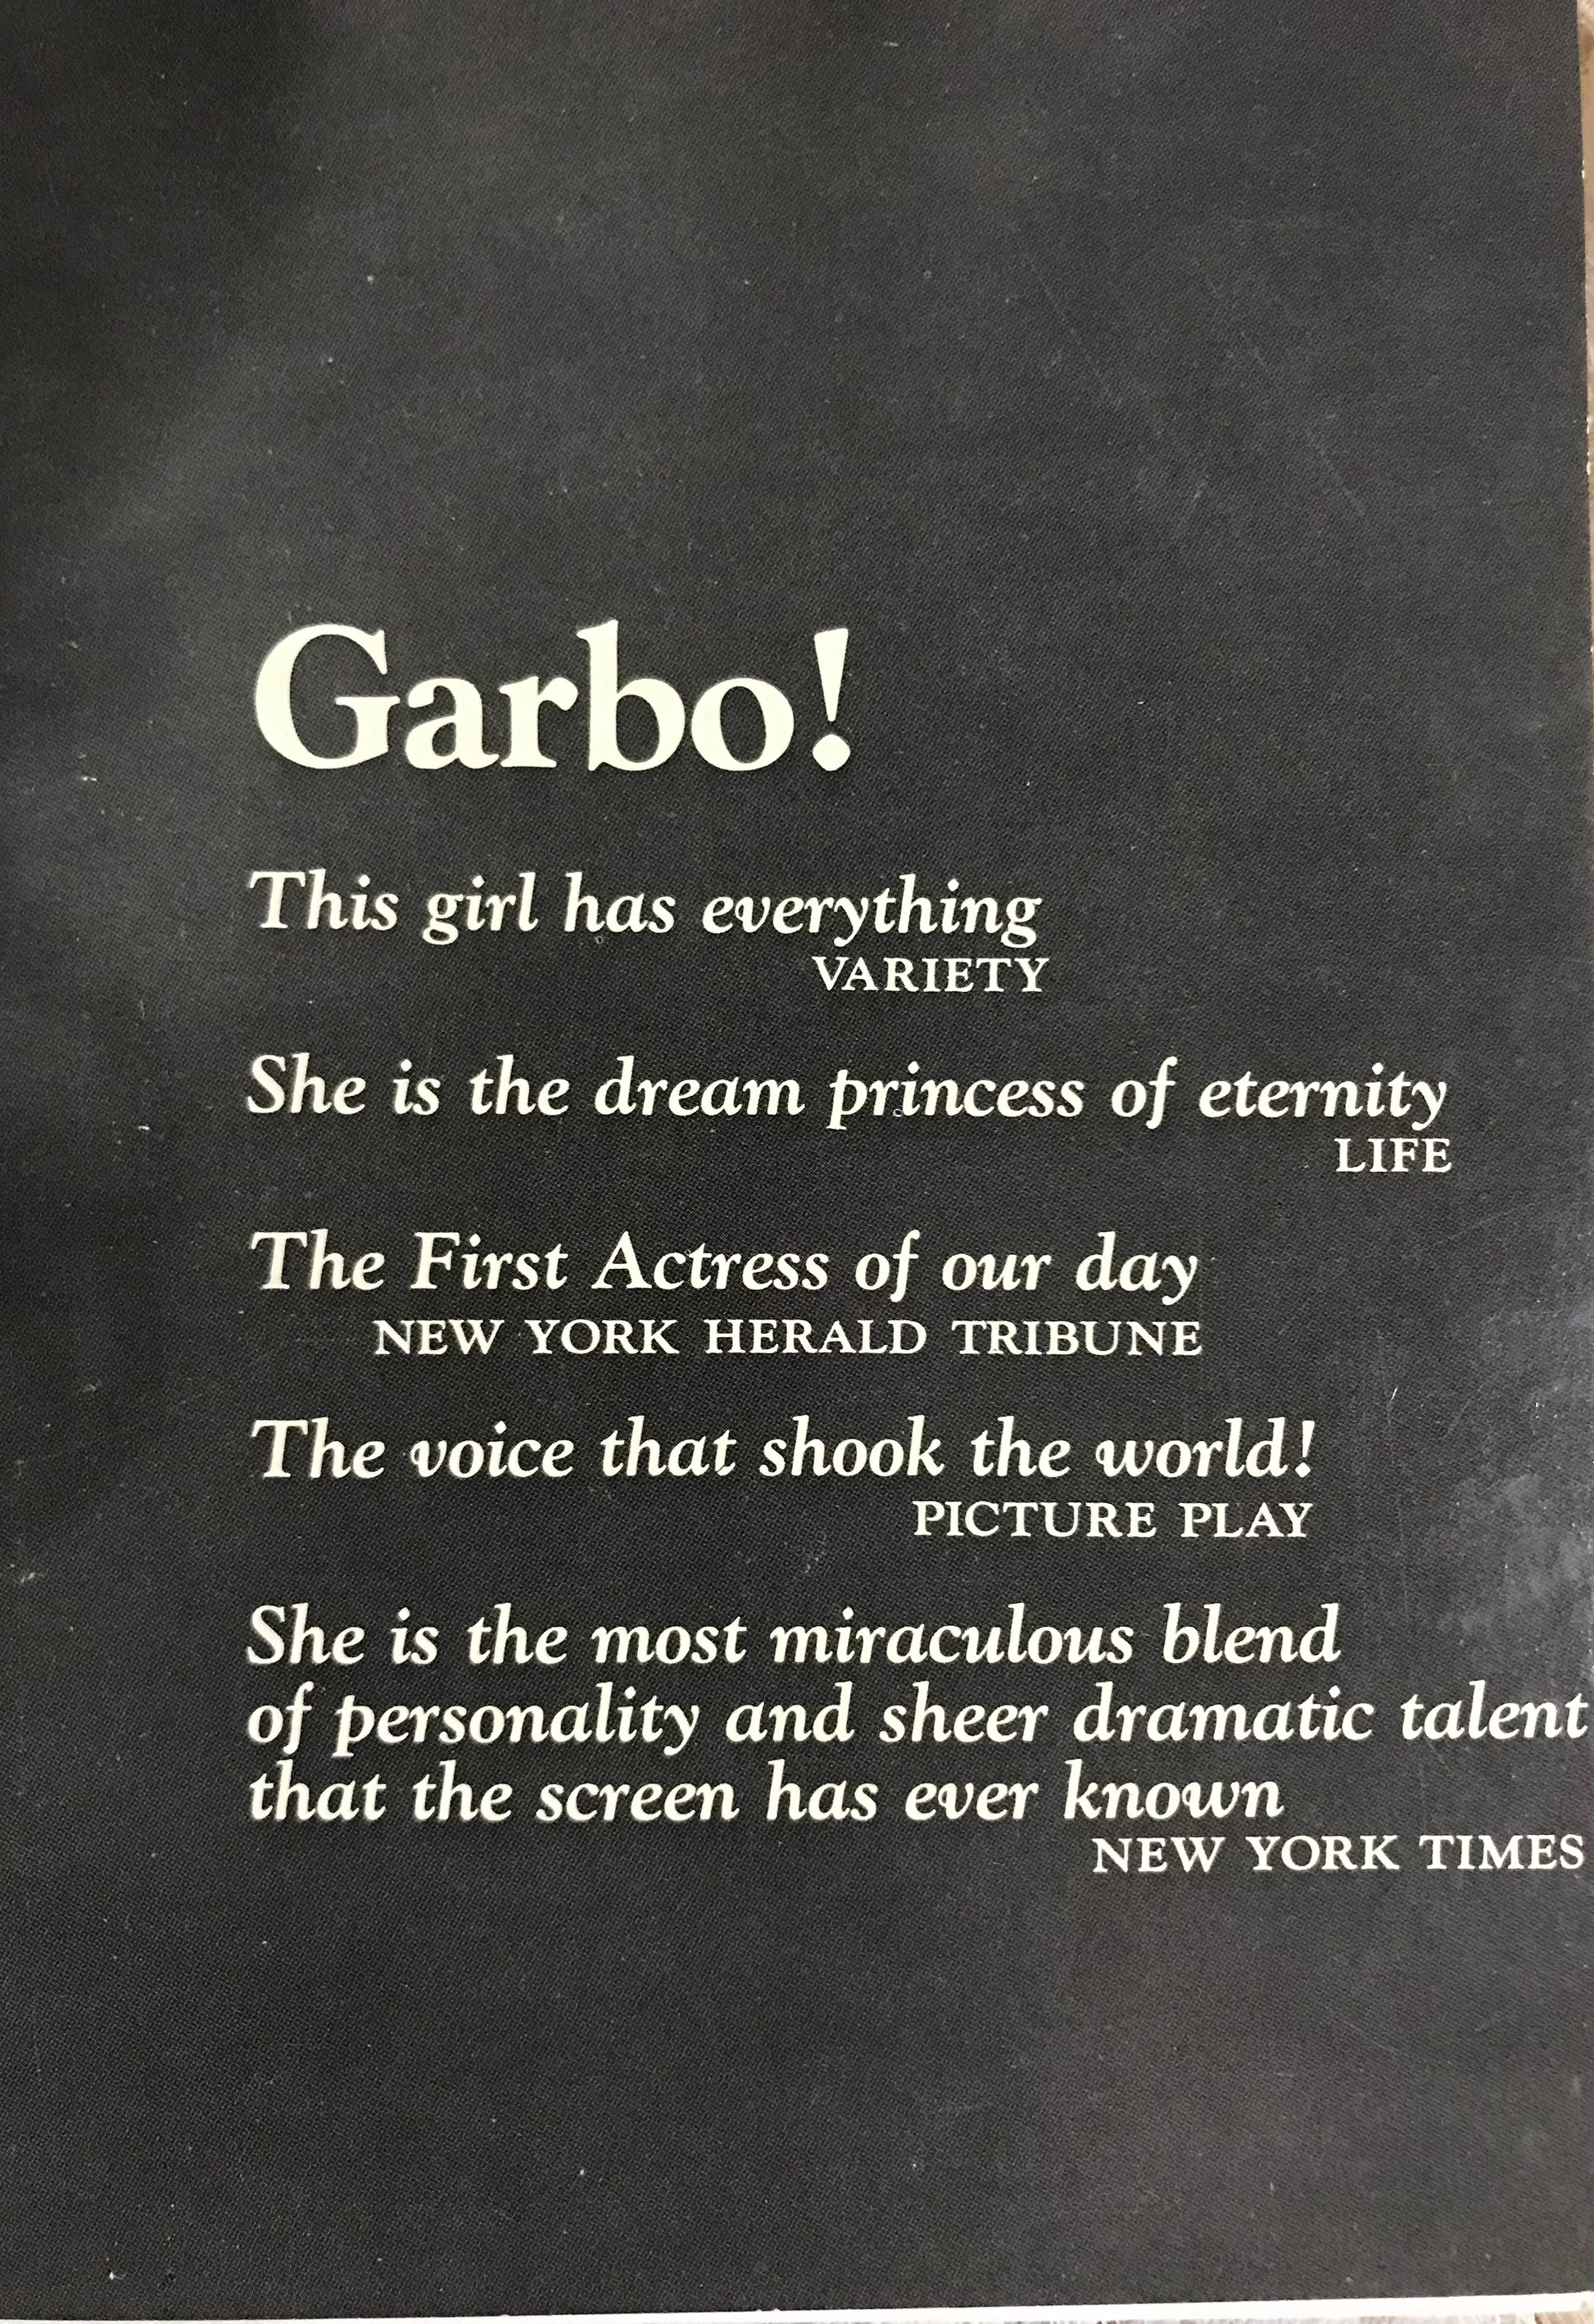 Garbo!
This girl has everything
VARIETY
She is the dream princess of eternity
LIFE
The First Actress of our day
NEW YORK HERALD TRIBUNE
The voice that shook the world!
PICTURE PLAY
She is the most miraculous blend
of personality and sheer dramatic talent
that the screen has ever known
NEW YORK TIMES